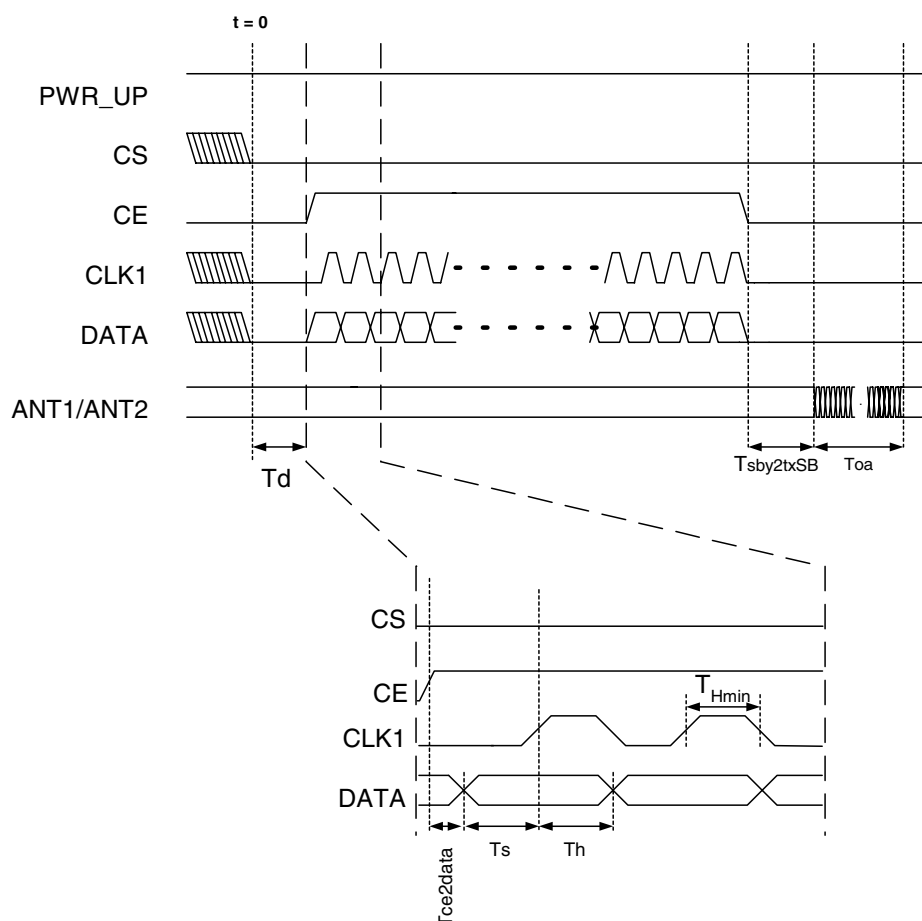 t = 0
PWR_UP
CS
CE
CLK1
DATA
ANT1/ANT2
Td
Tsby2txSB
Toa
CS
CE
THmin
CLK1
DATA
Tce2data
Ts
Th